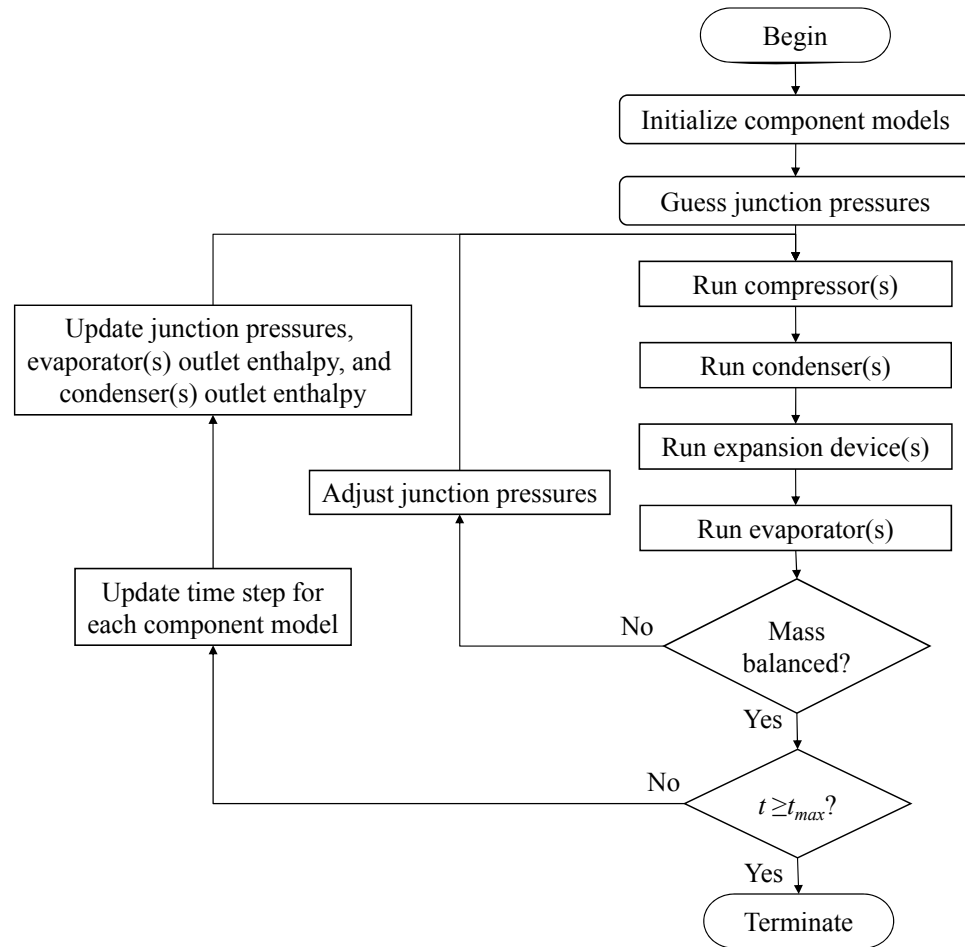 Begin
Initialize component models
Guess junction pressures
Run compressor(s)
Update junction pressures,
evaporator(s) outlet enthalpy, and
condenser(s) outlet enthalpy
Run condenser(s)
Run expansion device(s)
Adjust junction pressures
Run evaporator(s)
Update time step for
each component model
No
Mass
balanced?
Yes
No
t ≥tmax?
Yes
Terminate